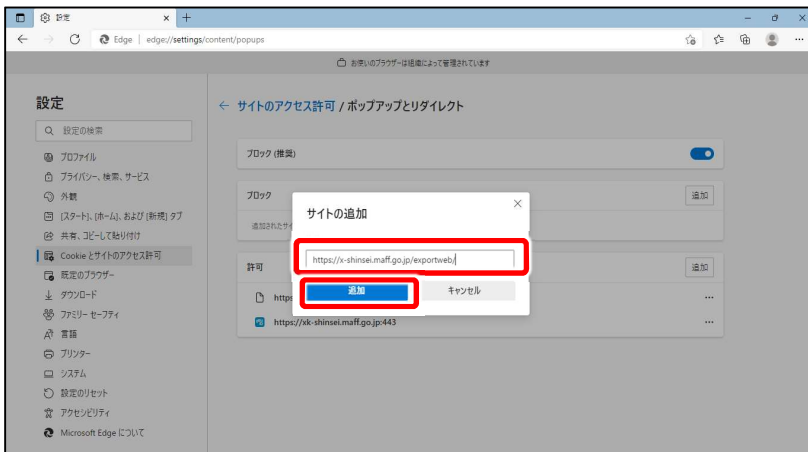 設定
Edge | edge://settings/content/popups
お使いのブラウザーは組織によって管理されています
設定
設定の検索
プロファイル
プライバシー、検索、サービス
外観
[スタート]、[ホーム]、および [新規] タブ
共有、コピーして貼り付け
Cookie とサイトのアクセス許可
既定のブラウザー
ダウンロード
ファミリー セーフティ
言語
プリンター
システム
設定のリセット
アクセシビリティ
Microsoft Edge について
サイトのアクセス許可 / ポップアップとリダイレクト
ブロック (推奨)
ブロック
追加
追加されたサイ
許可
追加
https
https://xk-shinsei.maff.go.jp:443
サイトの追加
https://x-shinsei.maff.go.jp/exportweb/
追加
キャンセル